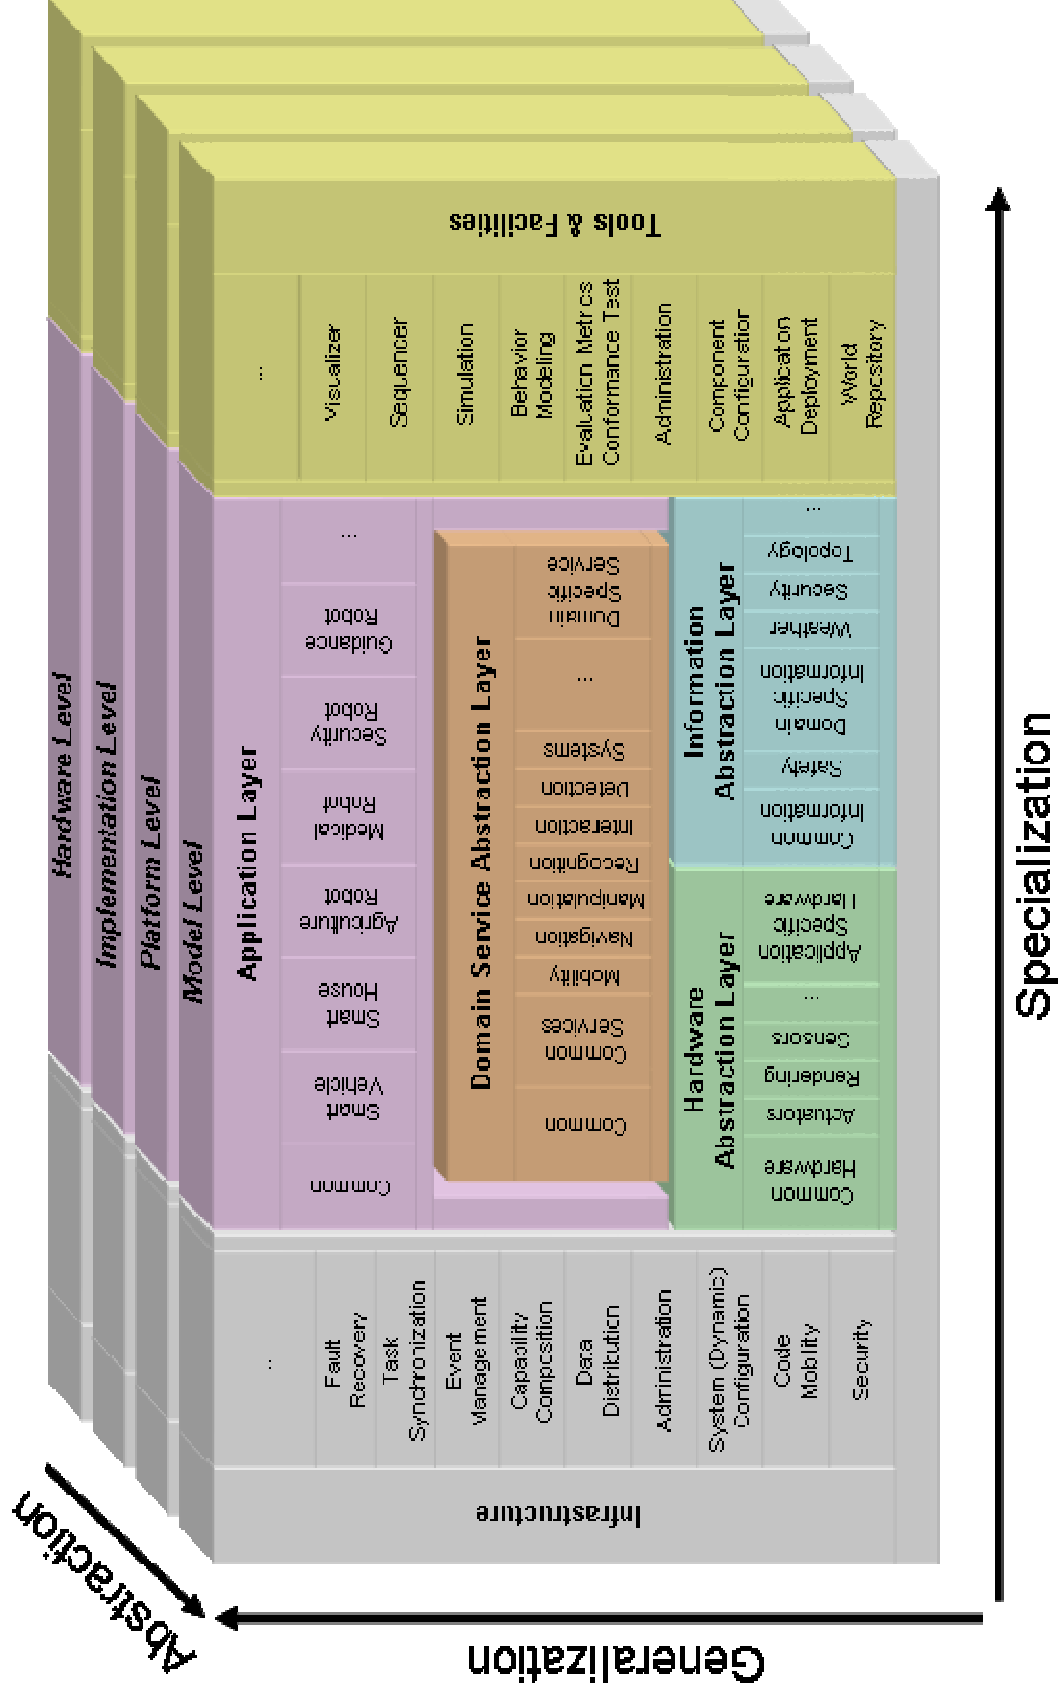 Hardware Level
Implementation Level
Platform Level
Model Level
Tools & Facilities
...
Visualizer
Sequencer
Simulation
Behavior
Modeling
Evaluation Metrics
Conformance Test
Administration
Component
Configuration
Application
Deployment
World
Repository
Application Layer
Common
Smart
Vehicle
Smart
House
Agriculture
Robot
Medical
Robot
Security
Robot
Guidance
Robot
...
Domain Service Abstraction Layer
Common
Common
Services
Mobility
Navigation
Manipulation
Recognition
Interaction
Detection
Systems
...
Domain
Specific
Service
Hardware
Abstraction Layer
Common
Hardware
Actuators
Rendering
Sensors
...
Application
Specific
Hardware
Information
Abstraction Layer
Common
Information
Safety
Domain
Specific
Information
Weather
Security
Topology
...
Infrastructure
..
Fault
Recovery
Task
Synchronization
Event
Management
Capability
Composition
Data
Distribution
Administration
System (Dynamic)
Configuration
Code
Moblity
Security
Abstraction
Generalization
Specialization